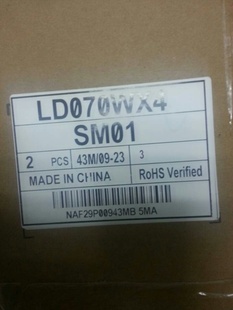 LD070WX4
SM01
2 PCS 43M/09-23 3
MADE IN CHINA RoHS Verified
NAF29P00943MB 5MA